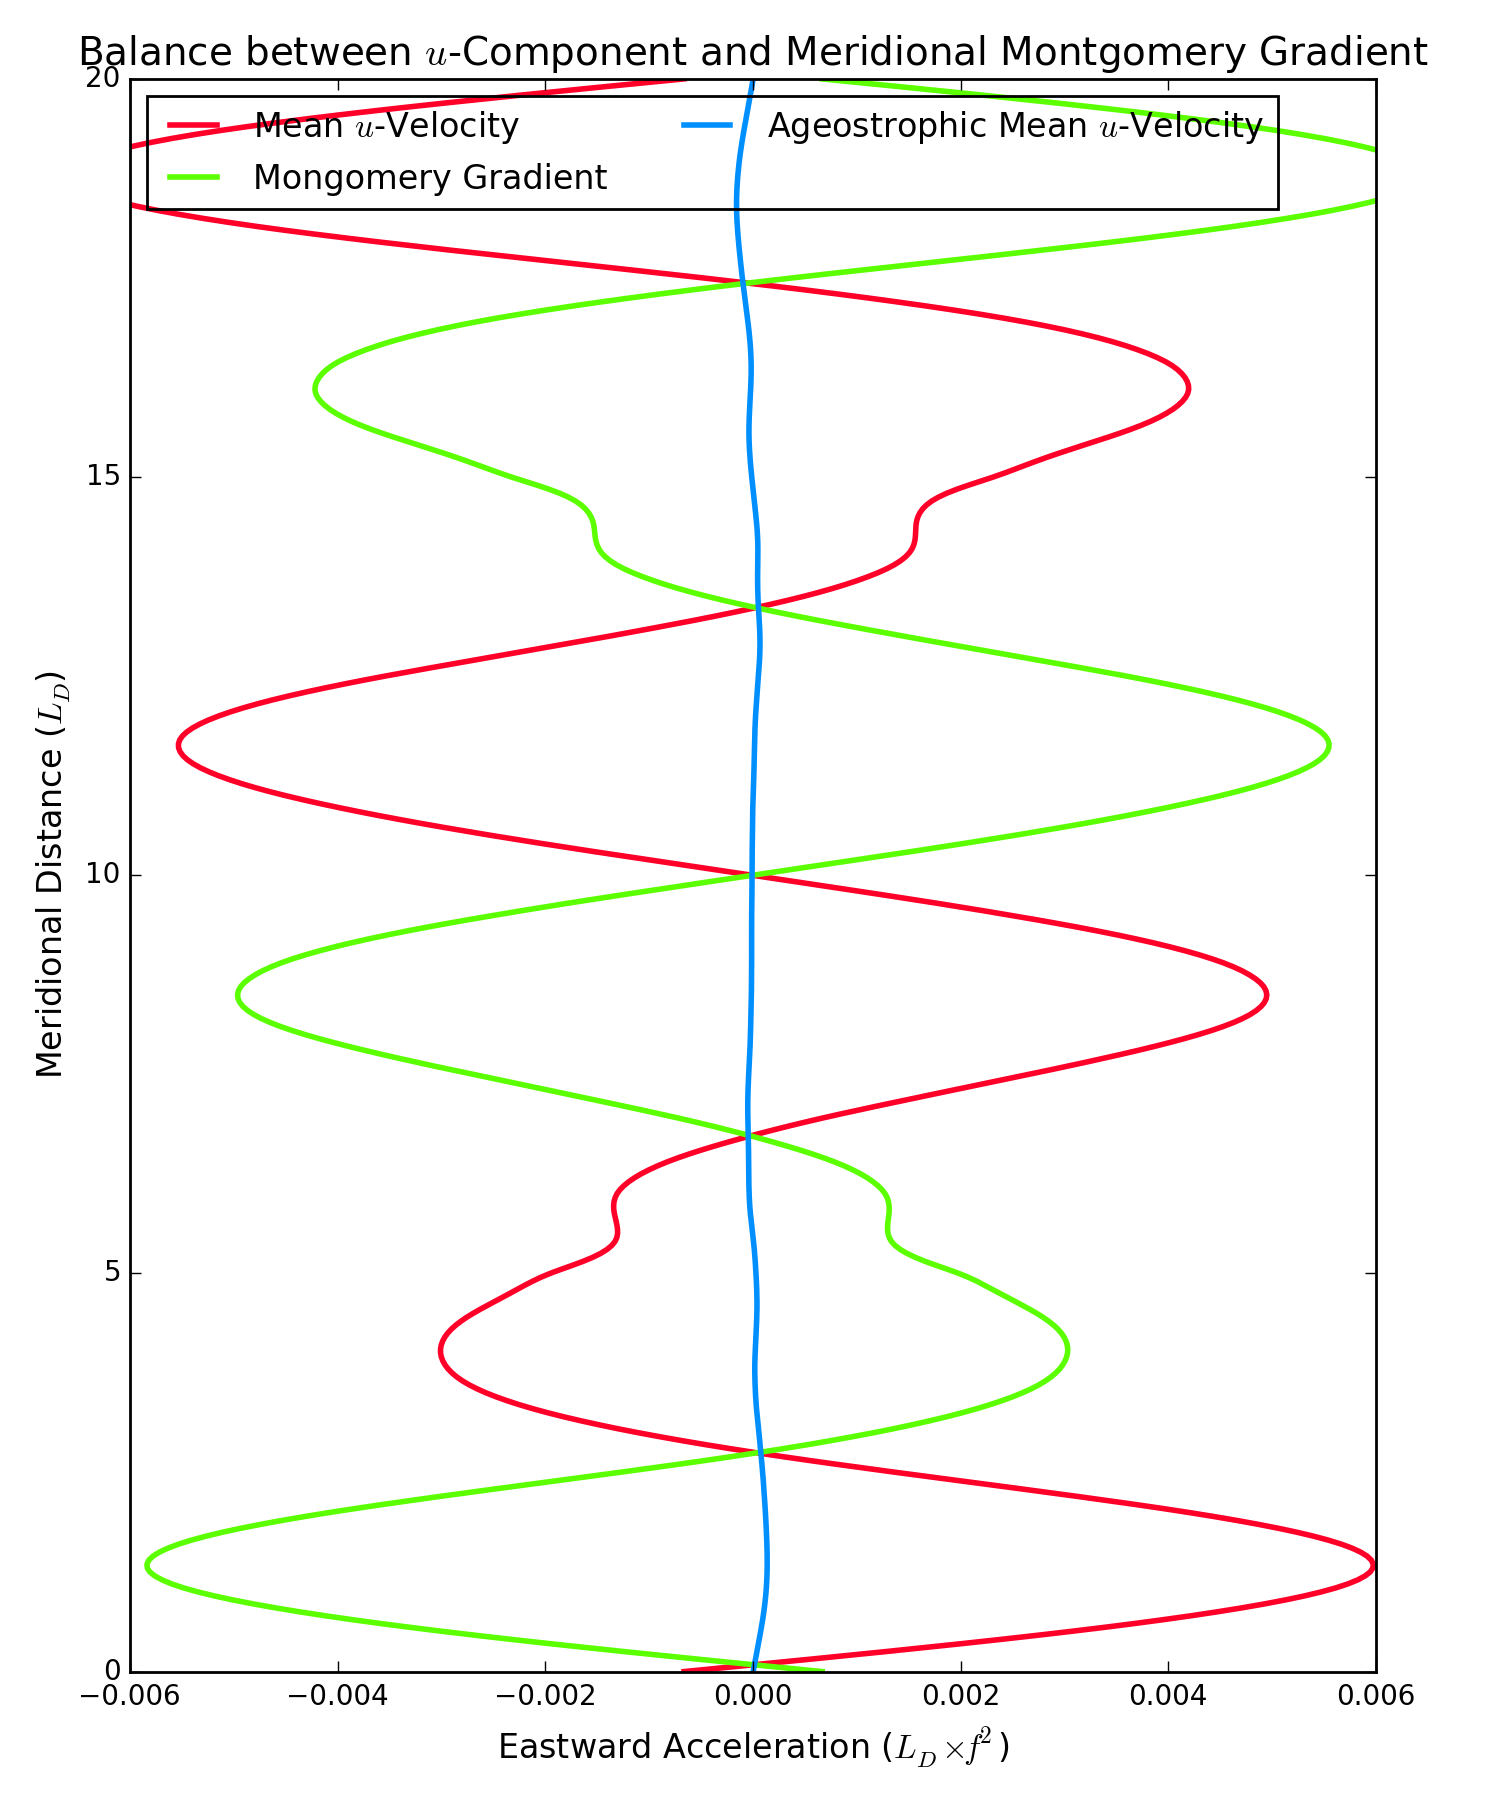 Balance between u-Component and Meridional Montgomery Gradient
Mean u-Velocity
Mongomery Gradient
Ageostrophic Mean u-Velocity
Meridional Distance (L_D)
20
15
10
5
0
−0.006 −0.004 −0.002 0.000 0.002 0.004 0.006
Eastward Acceleration (L_D × f²)